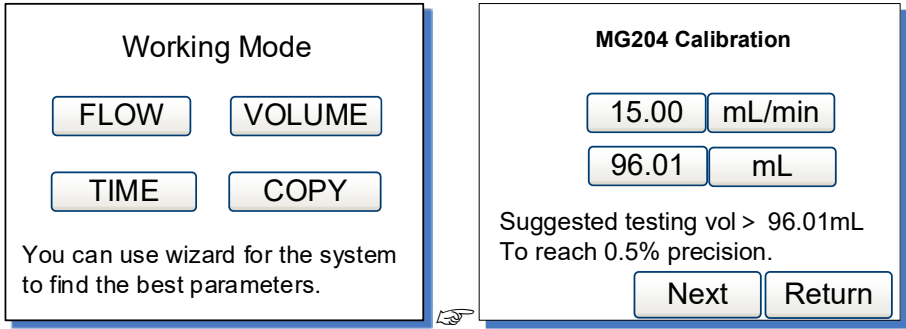 Working Mode
FLOW
VOLUME
TIME
COPY
You can use wizard for the system
to find the best parameters.
MG204 Calibration
15.00
mL/min
96.01
mL
Suggested testing vol > 96.01mL
To reach 0.5% precision.
Next
Return